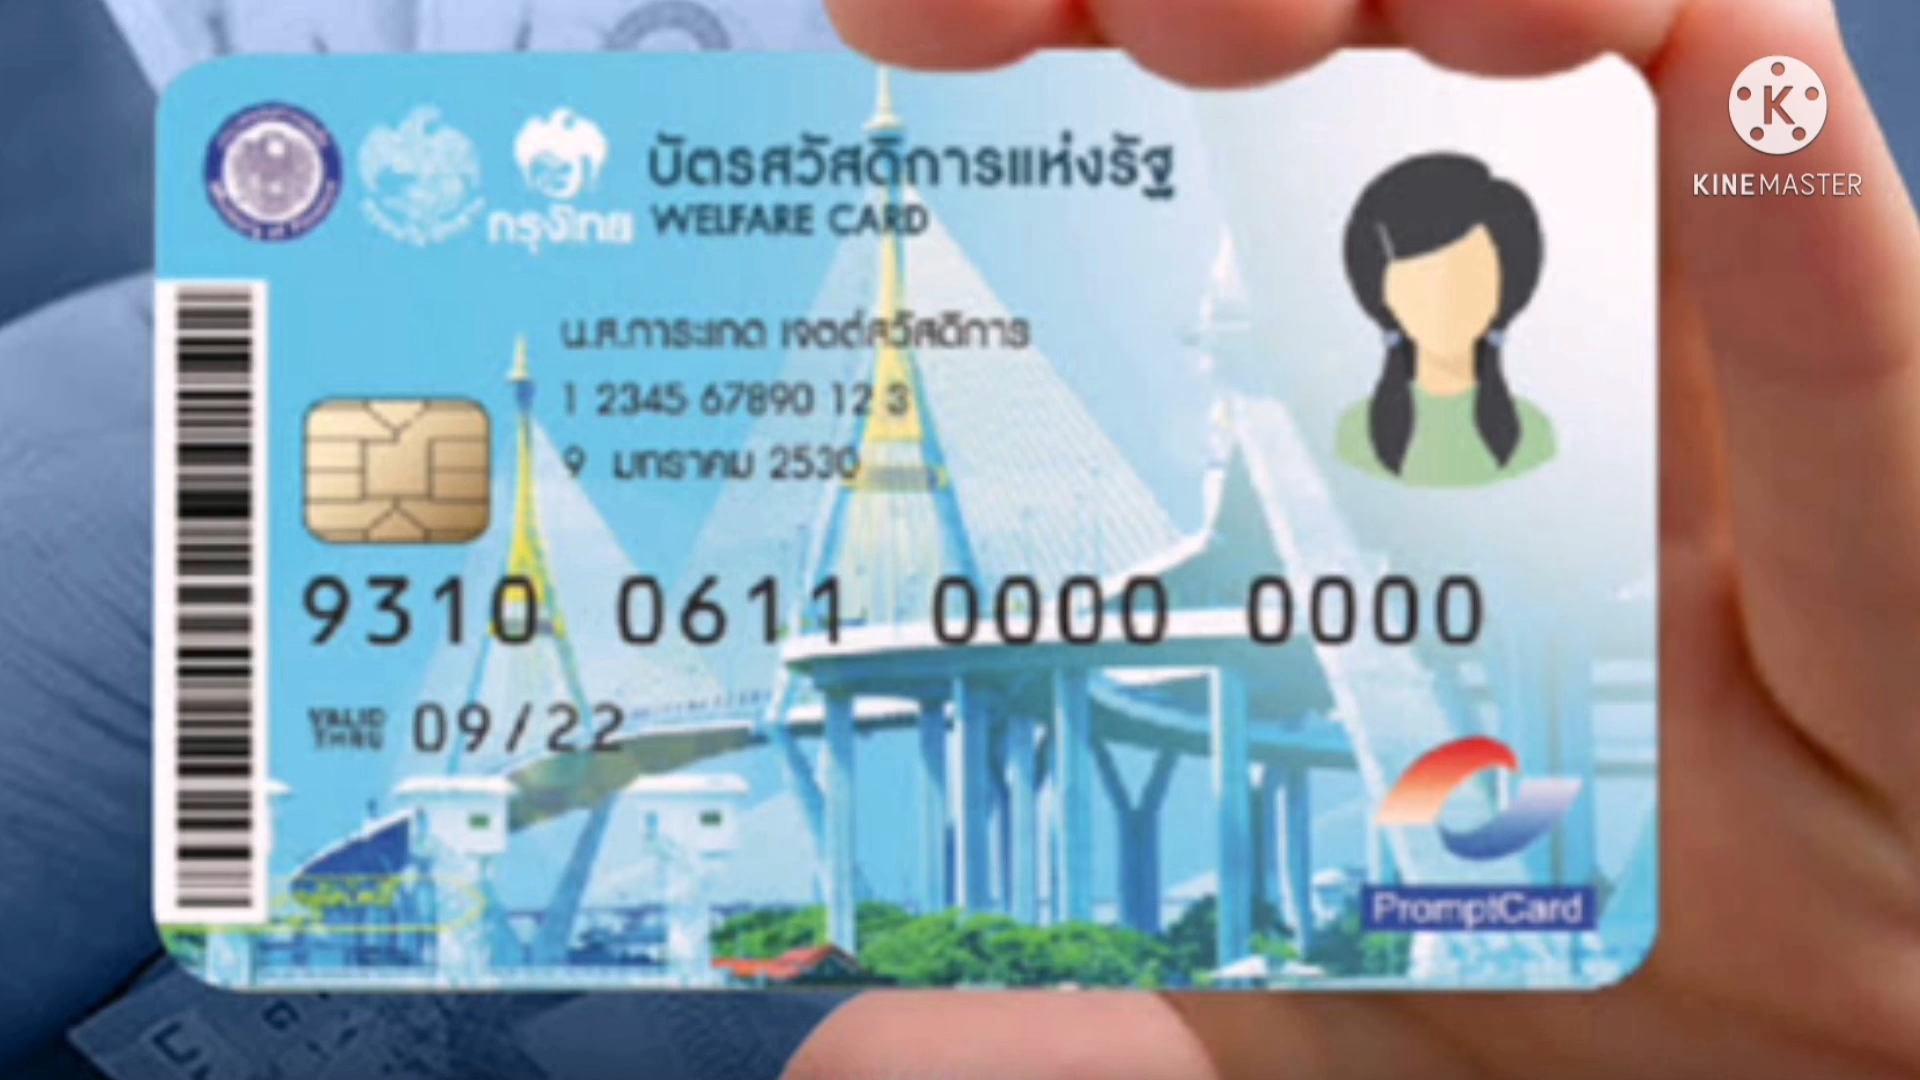 บัตรสวัสดิการแห่งรัฐ
WELFARE CARD
กรุงไทย
น.ส.การะเกด เจตต์สวัสดิการ
1 2345 67890 12 3
9 มกราคม 2530
9310 0611 0000 0000
VALID THRU 09/22
PromptCard
K
KINEMASTER